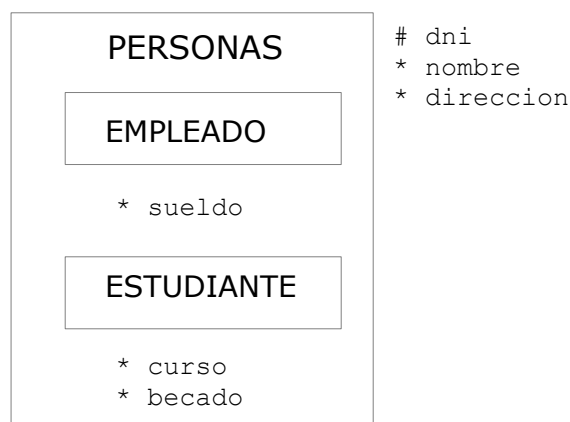 PERSONAS
# dni
* nombre
* direccion
EMPLEADO
* sueldo
ESTUDIANTE
* curso
* becado